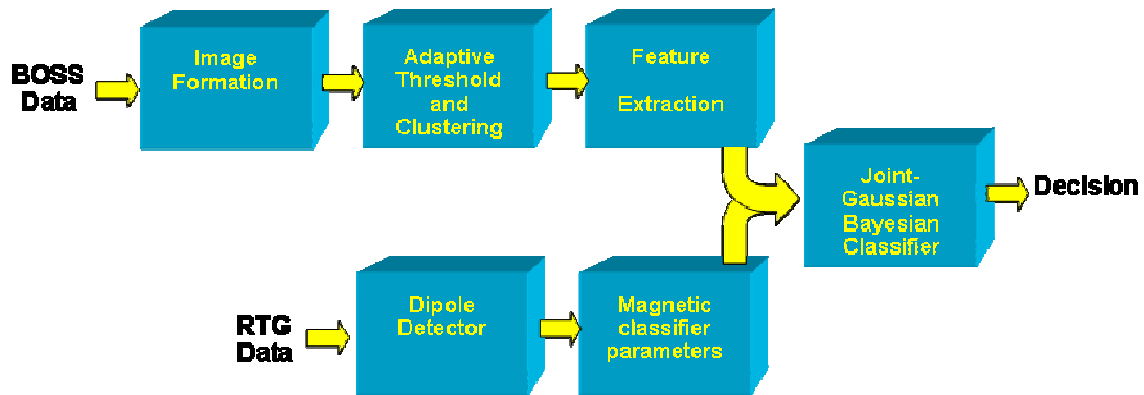 BOSS
Data
Image
Formation
Adaptive
Threshold
and
Clustering
Feature
Extraction
Joint-
Gaussian
Bayesian
Classifier
Decision
RTG
Data
Dipole
Detector
Magnetic
classifier
parameters